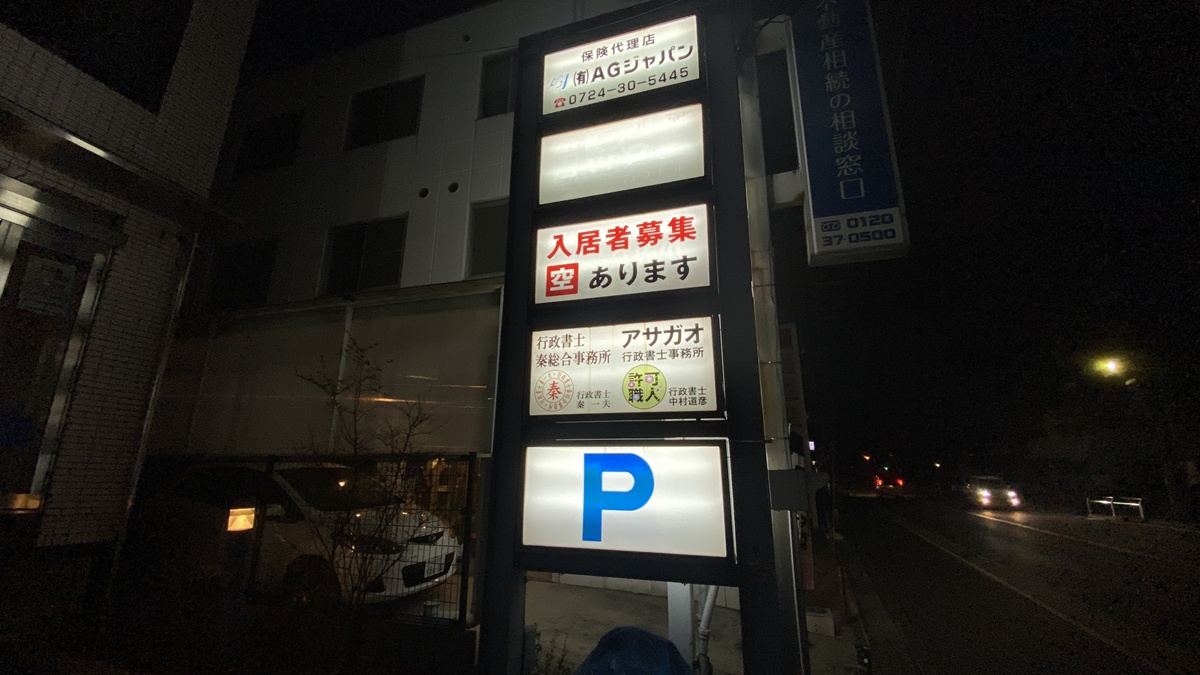 保険代理店
㈲AGジャパン
☎0724-30-5445
入居者募集
空 あります
行政書士
秦総合事務所
秦
行政書士
秦 一夫
アサガオ
行政書士事務所
許可
職人
行政書士
中村道彦
P
不動産相続の相談窓口
0120
37-0500